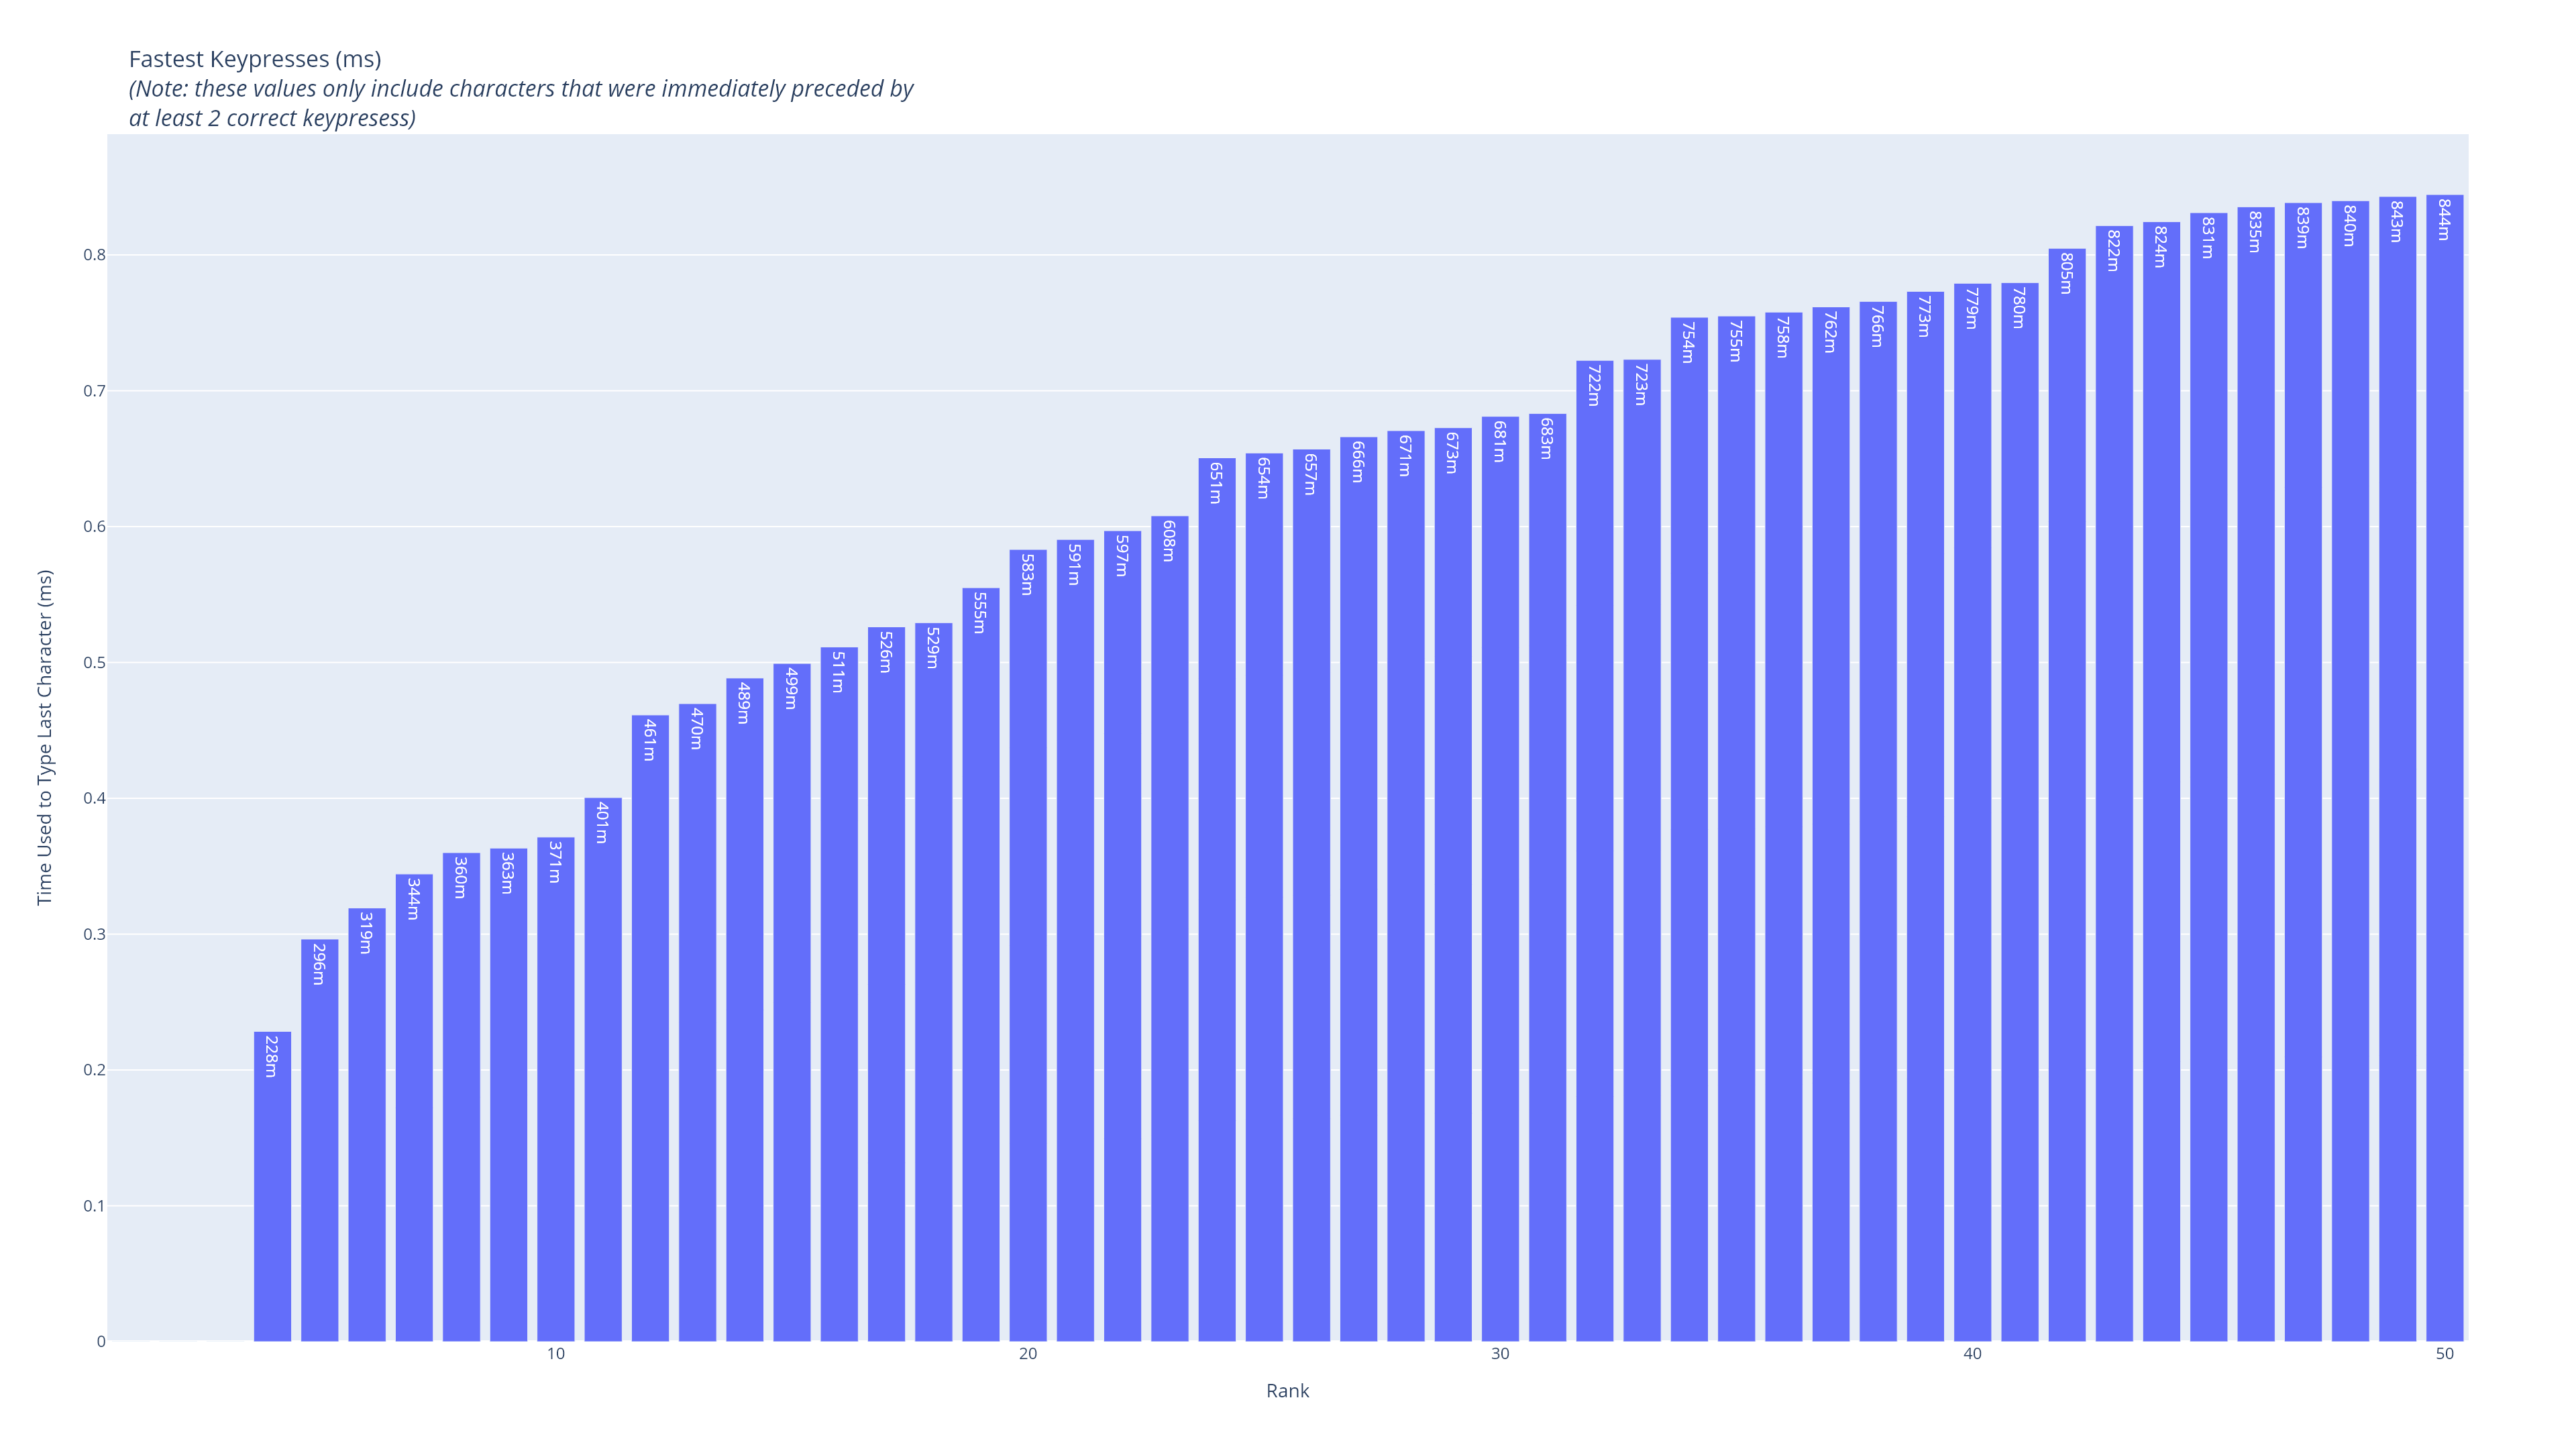 Fastest Keypresses (ms)
(Note: these values only include characters that were immediately preceded by
at least 2 correct keypresess)
Time Used to Type Last Character (ms)
0.8
0.7
0.6
0.5
0.4
0.3
0.2
0.1
0
228m
296m
319m
344m
360m
363m
371m
401m
461m
470m
489m
499m
511m
526m
529m
555m
583m
591m
597m
608m
651m
654m
657m
666m
671m
673m
681m
683m
722m
723m
754m
755m
758m
762m
766m
773m
779m
780m
805m
822m
824m
831m
835m
839m
840m
843m
844m
10 20 30 40 50
Rank